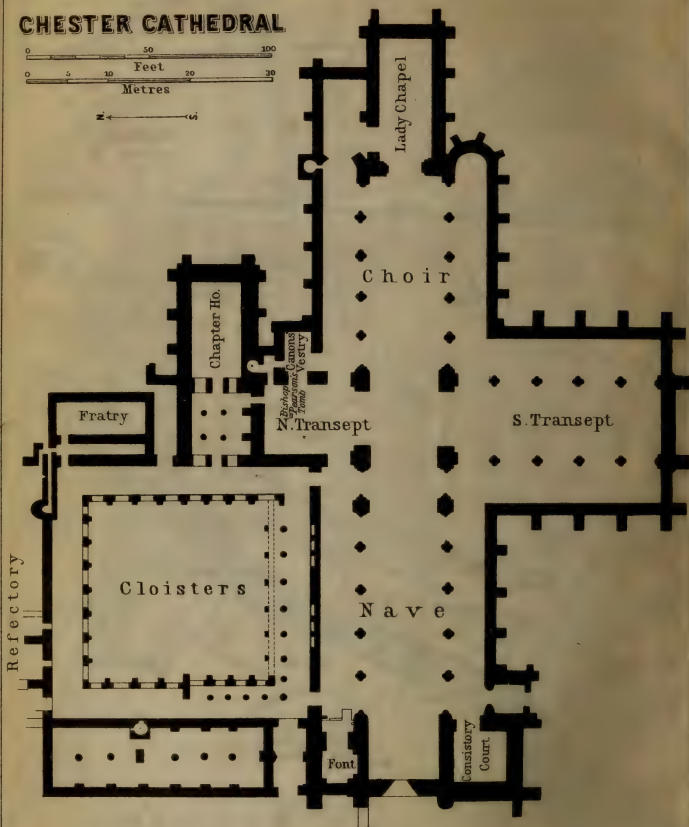 CHESTER CATHEDRAL
0 50 100
Feet
0 5 10 20 30
Metres
N. S.
Lady Chapel
Choir
Chapter Ho.
Canons
Vestry
Bishop
Pearson's
Tomb
N. Transept
S. Transept
Fratry
Cloisters
Refectory
Nave
Font
Consistory
Court